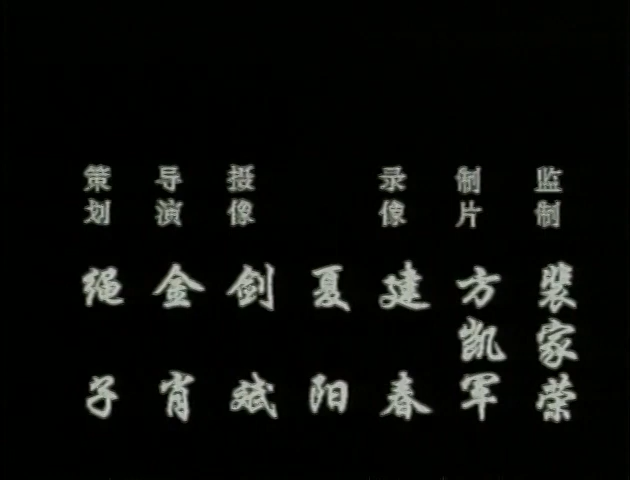 策划 绳子
导演 金肖
摄像 剑斌
夏阳
录像 建春
制片 方凯军
监制 裴家荣